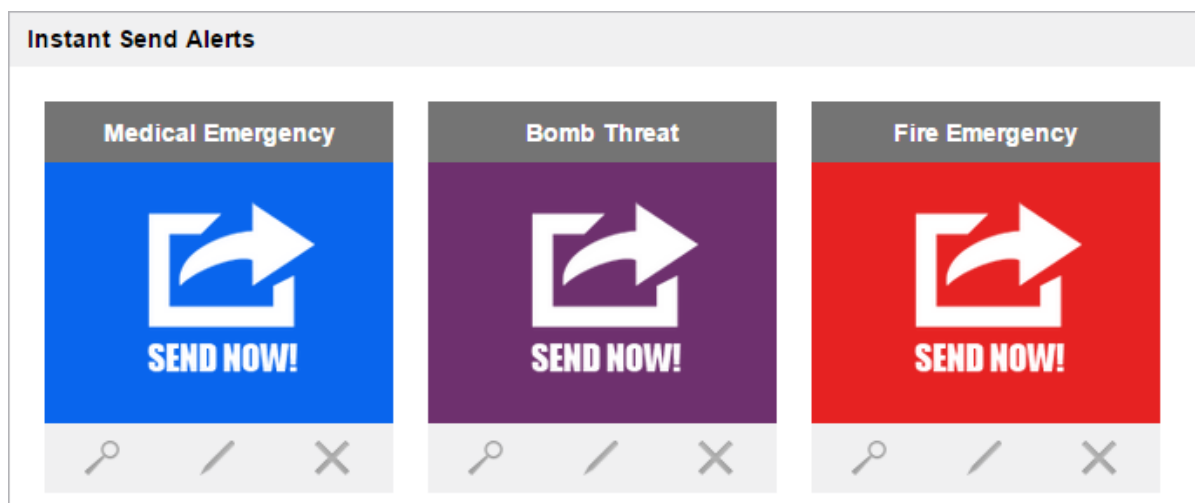 Instant Send Alerts
Medical Emergency
Bomb Threat
Fire Emergency
SEND NOW!
SEND NOW!
SEND NOW!